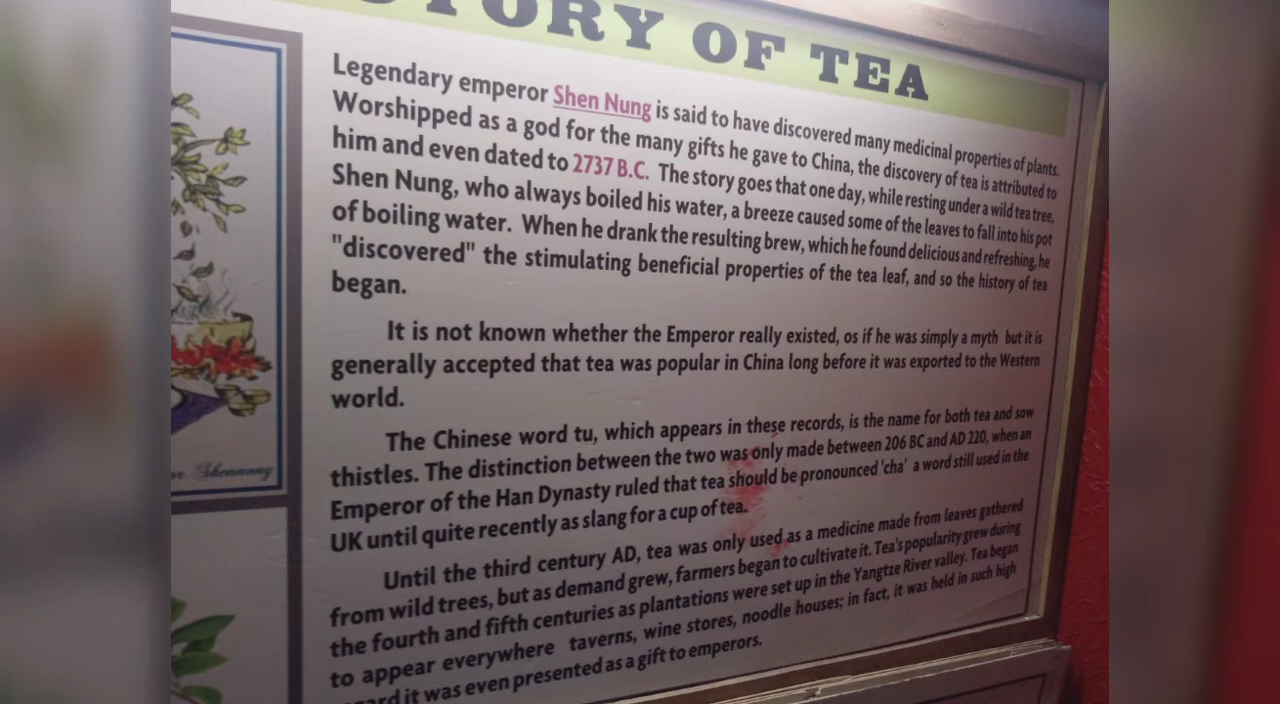 STORY OF TEA
Legendary emperor Shen Nung is said to have discovered many medicinal properties of plants.
Worshipped as a god for the many gifts he gave to China, the discovery of tea is attributed to
him and even dated to 2737 B.C. The story goes that one day, while resting under a wild tea tree,
Shen Nung, who always boiled his water, a breeze caused some of the leaves to fall into his pot
of boiling water. When he drank the resulting brew, which he found delicious and refreshing, he
"discovered" the stimulating beneficial properties of the tea leaf, and so the history of tea
began.
It is not known whether the Emperor really existed, os if he was simply a myth but it is
generally accepted that tea was popular in China long before it was exported to the Western
world.
The Chinese word tu, which appears in these records, is the name for both tea and sow
thistles. The distinction between the two was only made between 206 BC and AD 220, when an
Emperor of the Han Dynasty ruled that tea should be pronounced 'cha' a word still used in the
UK until quite recently as slang for a cup of tea.
Until the third century AD, tea was only used as a medicine made from leaves gathered
from wild trees, but as demand grew, farmers began to cultivate it. Tea's popularity grew during
the fourth and fifth centuries as plantations were set up in the Yangtze River valley. Tea began
to appear everywhere taverns, wine stores, noodle houses; in fact, it was held in such high
it was even presented as a gift to emperors.
Shennong